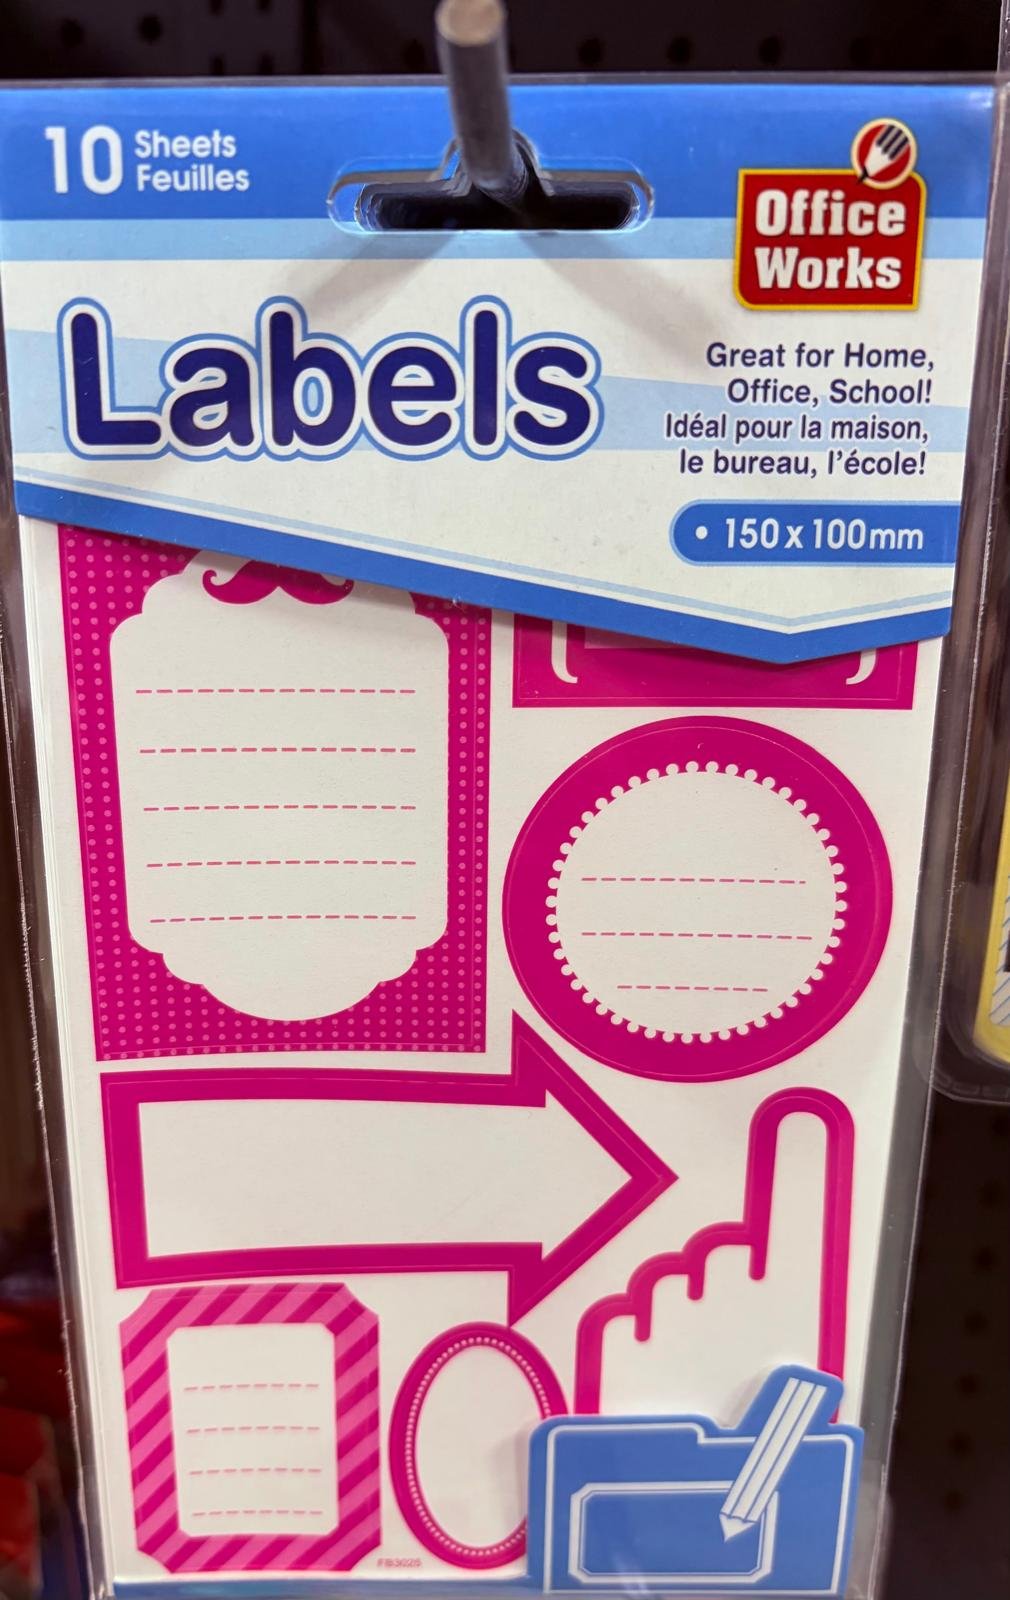 10 Sheets
Feuilles
Office
Works
Labels
Great for Home,
Office, School!
Idéal pour la maison,
le bureau, l'école!
• 150 x 100mm
FB3025